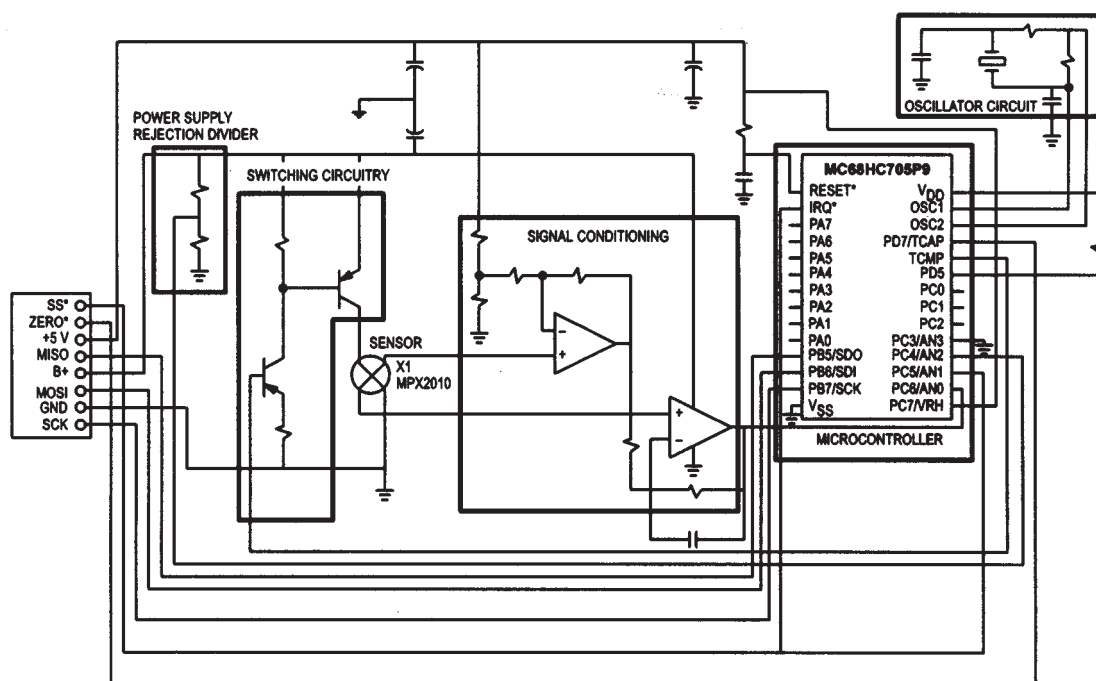 OSCILLATOR CIRCUIT
POWER SUPPLY
REJECTION DIVIDER
SWITCHING CIRCUITRY
SIGNAL CONDITIONING
SENSOR
X1
MPX2010
SS*
ZERO*
+5 V
MISO
B+
MOSI
GND
SCK
MC68HC705P9
RESET*
IRQ*
PA7
PA6
PA5
PA4
PA3
PA2
PA1
PA0
PB5/SDO
PB6/SDI
PB7/SCK
VSS
VDD
OSC1
OSC2
PD7/TCAP
TCMP
PD5
PC0
PC1
PC2
PC3/AN3
PC4/AN2
PC5/AN1
PC6/AN0
PC7/VRH
MICROCONTROLLER